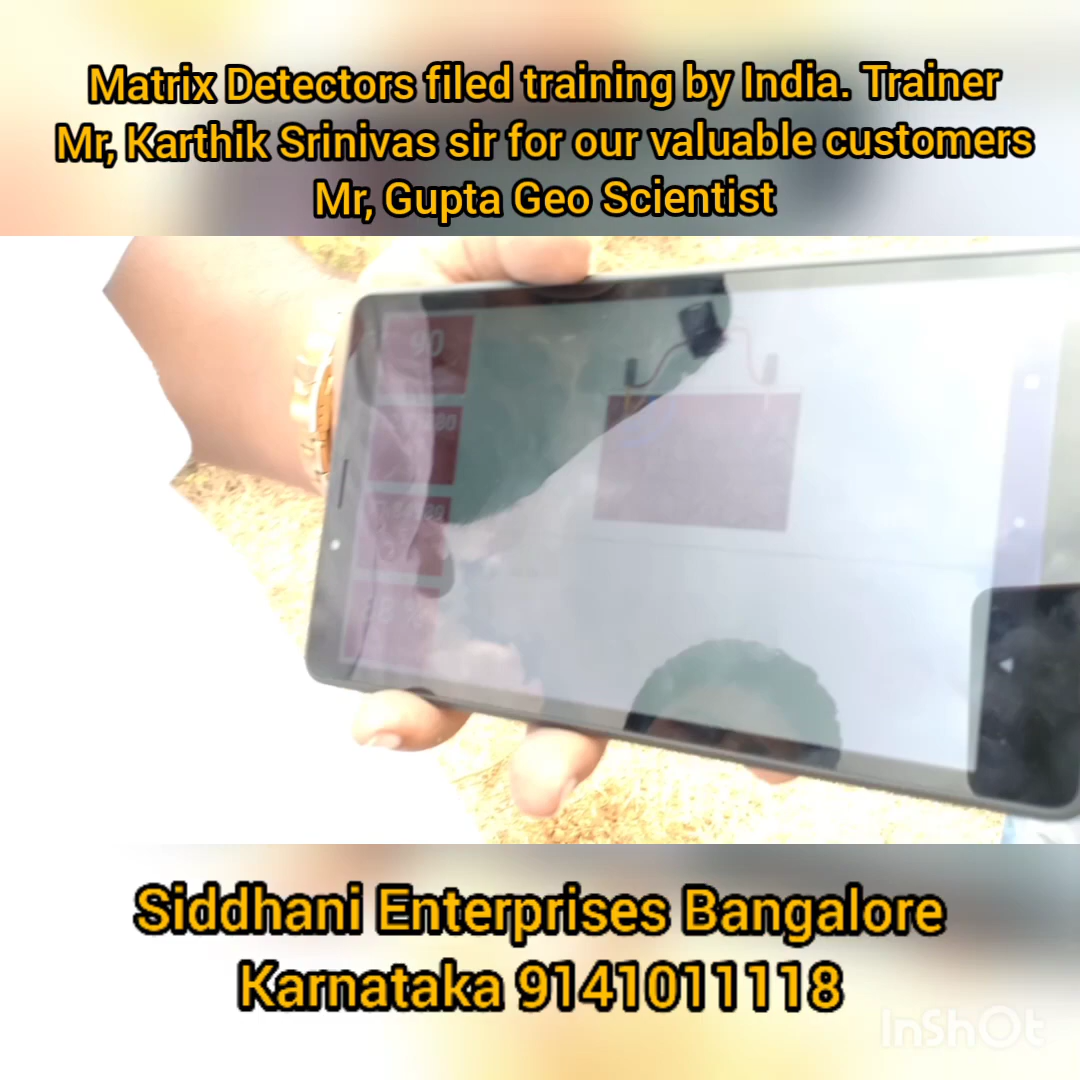 Matrix Detectors filed training by India. Trainer
Mr, Karthik Srinivas sir for our valuable customers
Mr, Gupta Geo Scientist
90
Siddhani Enterprises Bangalore
Karnataka 9141011118
InShOt